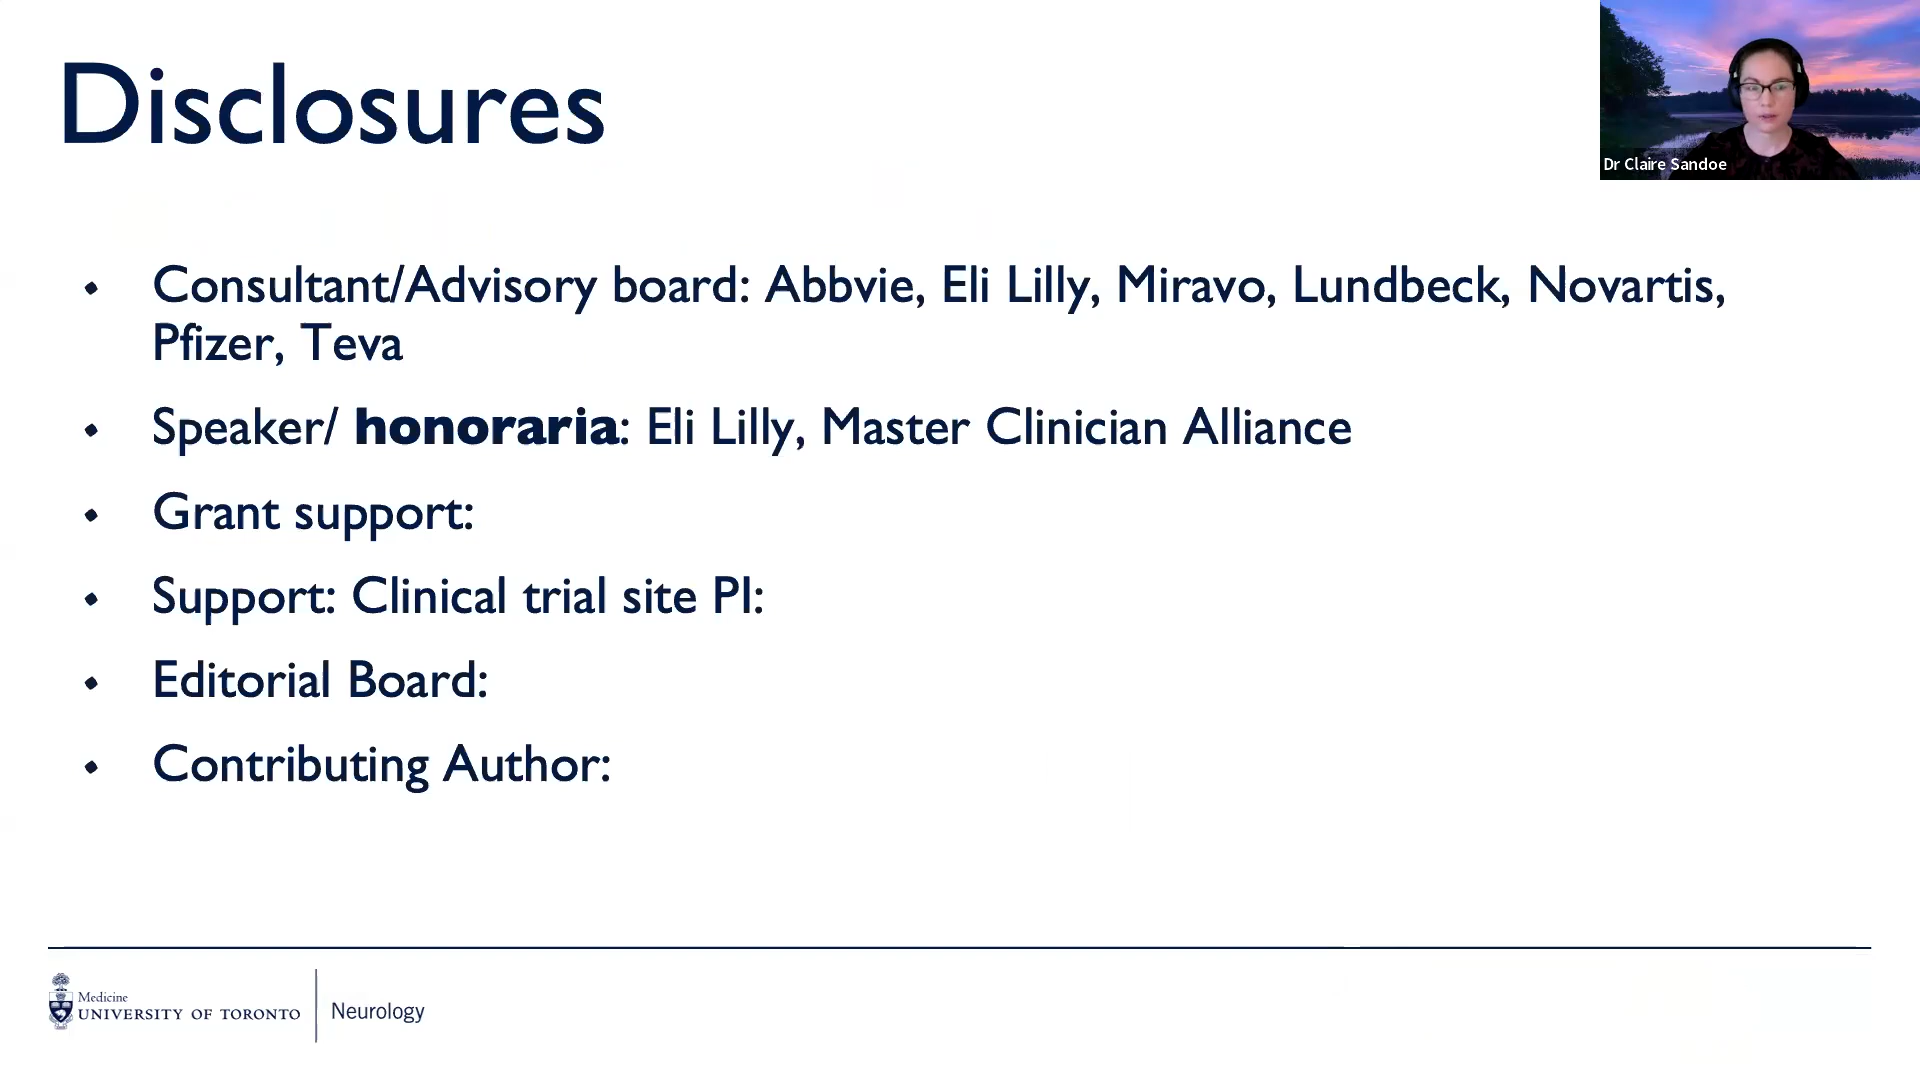 Disclosures
Dr Claire Sandoe
• Consultant/Advisory board: Abbvie, Eli Lilly, Miravo, Lundbeck, Novartis,
Pfizer, Teva
• Speaker/ honoraria: Eli Lilly, Master Clinician Alliance
• Grant support:
• Support: Clinical trial site PI:
• Editorial Board:
• Contributing Author:
Medicine
UNIVERSITY OF TORONTO
Neurology